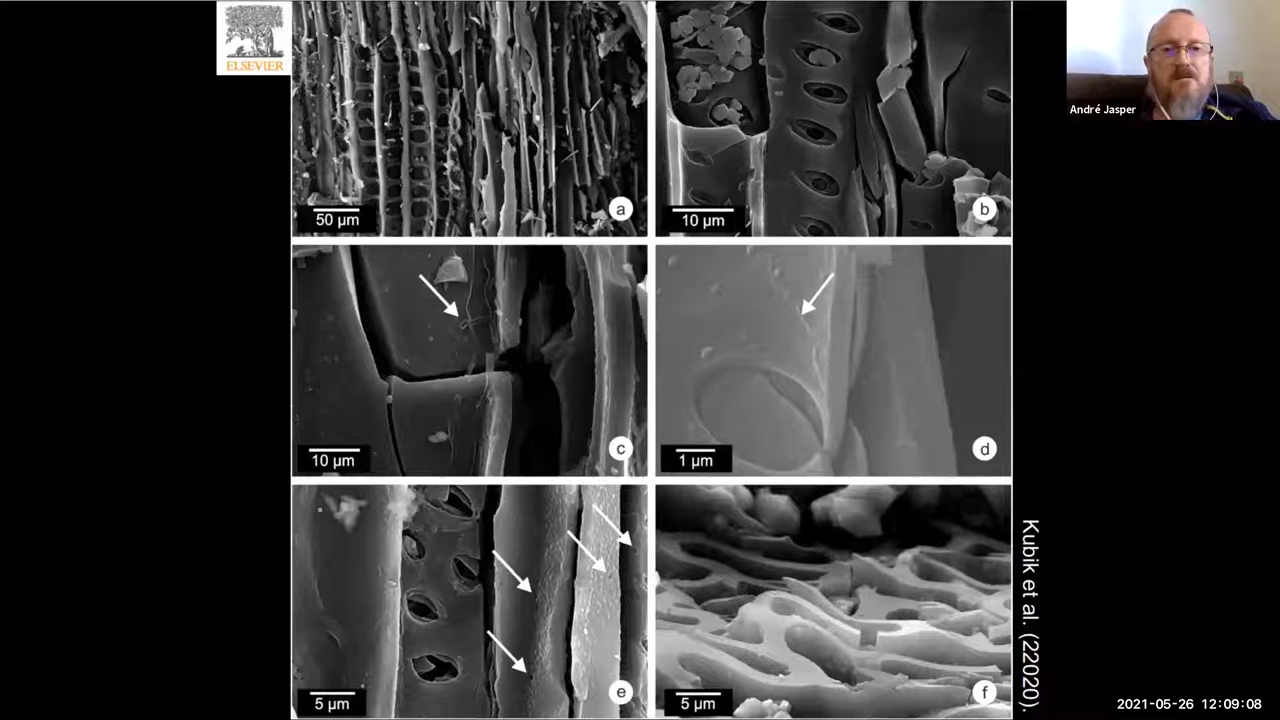 ELSEVIER
50 µm
a
10 µm
b
10 µm
c
1 µm
d
5 µm
e
5 µm
f
Kubik et al. (22020).
André Jasper
2021-05-26 12:09:08